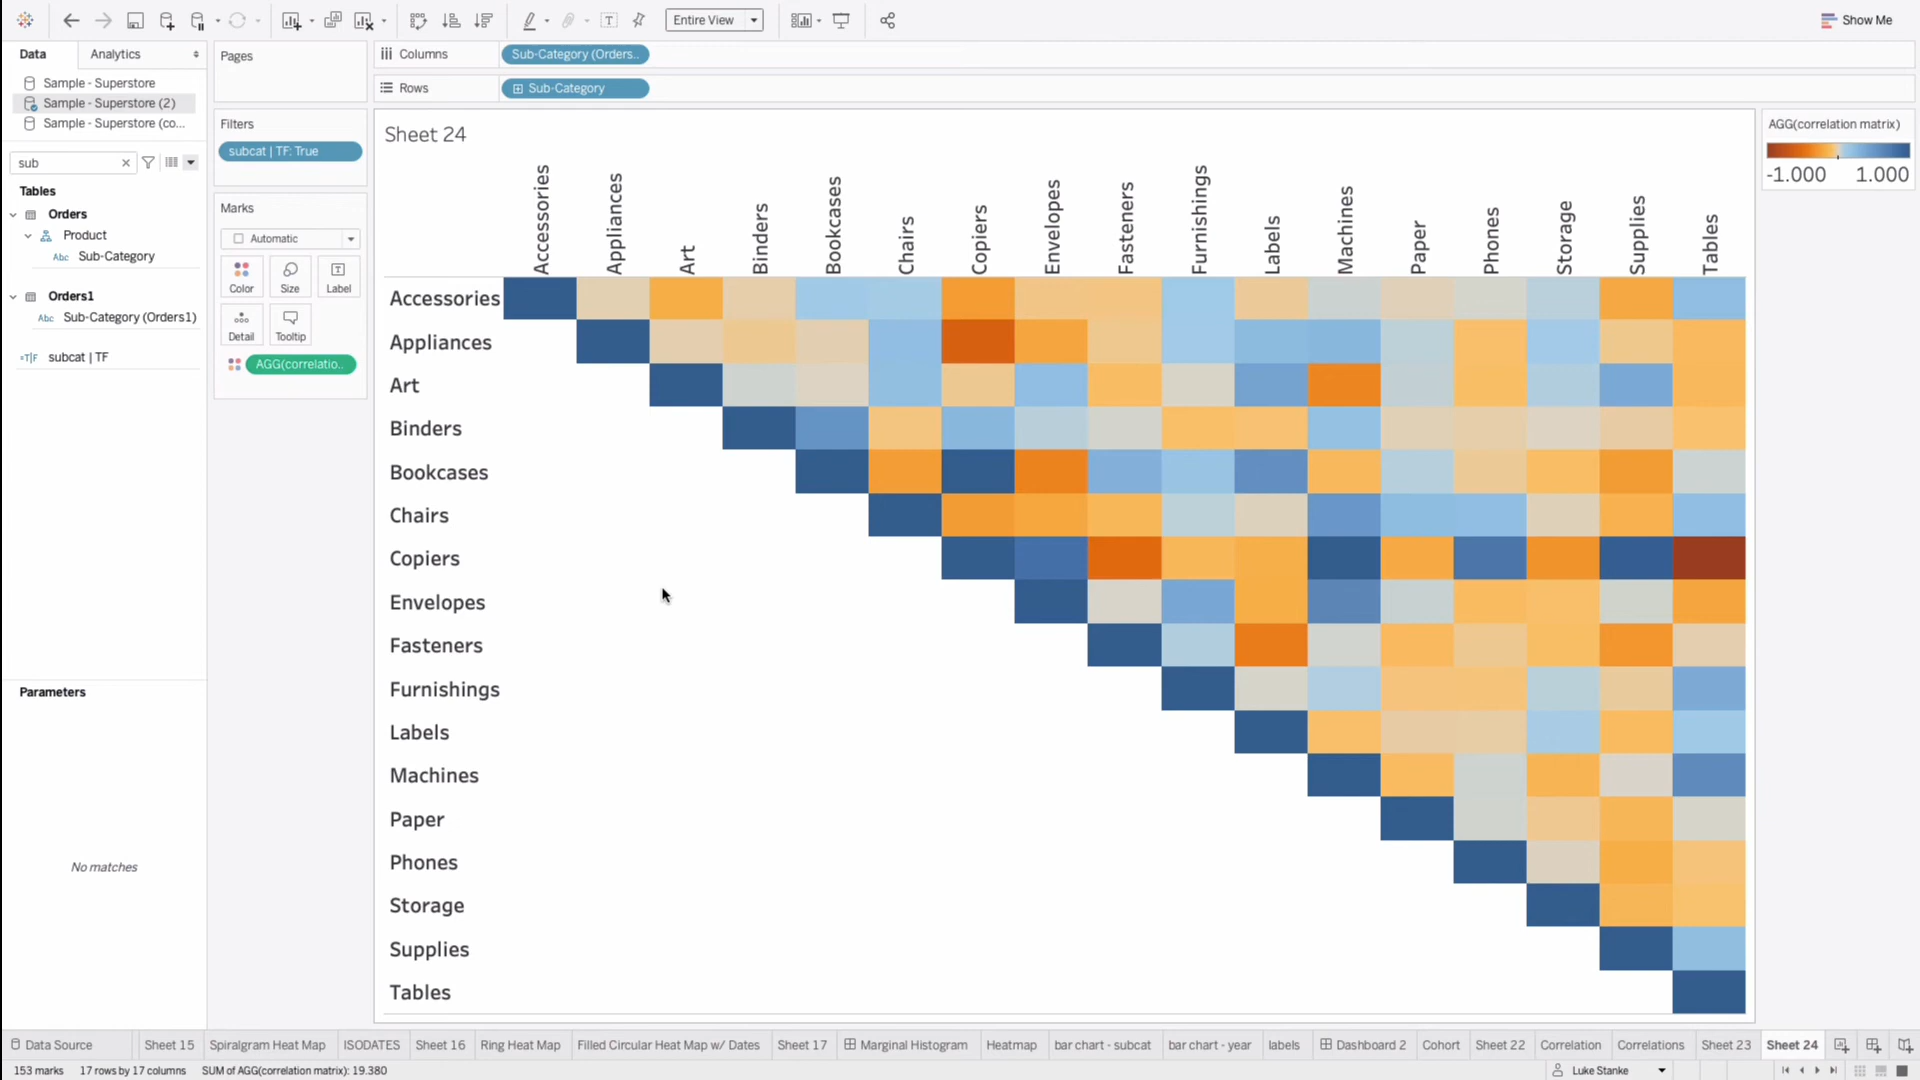 Entire View
Show Me
Data
Analytics
Sample - Superstore
Sample - Superstore (2)
Sample - Superstore (co...
sub
Tables
Orders
Product
Abc Sub-Category
Orders1
Abc Sub-Category (Orders1)
=T|F subcat | TF
Parameters
No matches
Pages
Filters
subcat | TF: True
Marks
Automatic
Color
Size
Label
Detail
Tooltip
AGG(correlatio..
Columns
Sub-Category (Orders..
Rows
Sub-Category
Sheet 24
Accessories
Appliances
Art
Binders
Bookcases
Chairs
Copiers
Envelopes
Fasteners
Furnishings
Labels
Machines
Paper
Phones
Storage
Supplies
Tables
Accessories
Appliances
Art
Binders
Bookcases
Chairs
Copiers
Envelopes
Fasteners
Furnishings
Labels
Machines
Paper
Phones
Storage
Supplies
Tables
AGG(correlation matrix)
-1.000 1.000
Data Source
Sheet 15
Spiralgram Heat Map
ISODATES
Sheet 16
Ring Heat Map
Filled Circular Heat Map w/ Dates
Sheet 17
Marginal Histogram
Heatmap
bar chart - subcat
bar chart - year
labels
Dashboard 2
Cohort
Sheet 22
Correlation
Correlations
Sheet 23
Sheet 24
153 marks 17 rows by 17 columns SUM of AGG(correlation matrix): 19.380
Luke Stanke